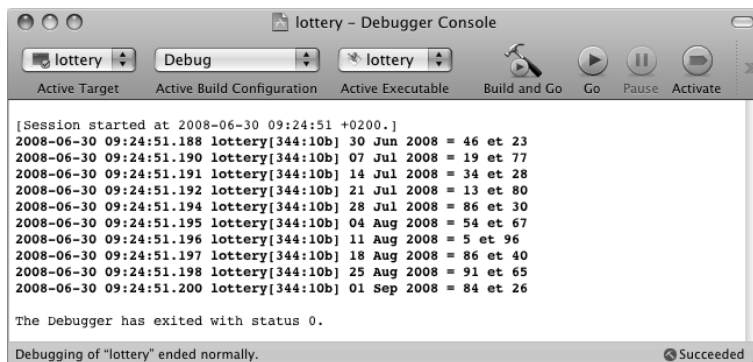 lottery – Debugger Console
lottery Debug lottery
Active Target Active Build Configuration Active Executable Build and Go Go Pause Activate
[Session started at 2008-06-30 09:24:51 +0200.]
2008-06-30 09:24:51.188 lottery[344:10b] 30 Jun 2008 = 46 et 23
2008-06-30 09:24:51.190 lottery[344:10b] 07 Jul 2008 = 19 et 77
2008-06-30 09:24:51.191 lottery[344:10b] 14 Jul 2008 = 34 et 28
2008-06-30 09:24:51.192 lottery[344:10b] 21 Jul 2008 = 13 et 80
2008-06-30 09:24:51.194 lottery[344:10b] 28 Jul 2008 = 86 et 30
2008-06-30 09:24:51.195 lottery[344:10b] 04 Aug 2008 = 54 et 67
2008-06-30 09:24:51.196 lottery[344:10b] 11 Aug 2008 = 5 et 96
2008-06-30 09:24:51.197 lottery[344:10b] 18 Aug 2008 = 86 et 40
2008-06-30 09:24:51.198 lottery[344:10b] 25 Aug 2008 = 91 et 65
2008-06-30 09:24:51.200 lottery[344:10b] 01 Sep 2008 = 84 et 26
The Debugger has exited with status 0.
Debugging of “lottery” ended normally. Succeeded